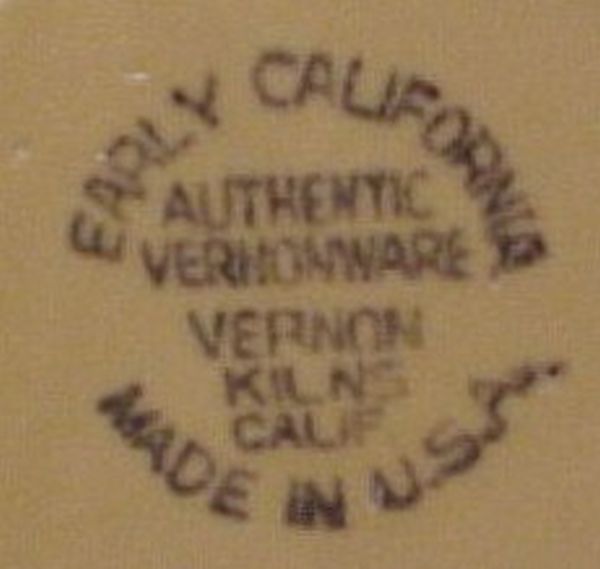 EARLY CALIFORNIA
AUTHENTIC
VERNONWARE
VERNON
KILNS
CALIF
MADE IN U.S.A.